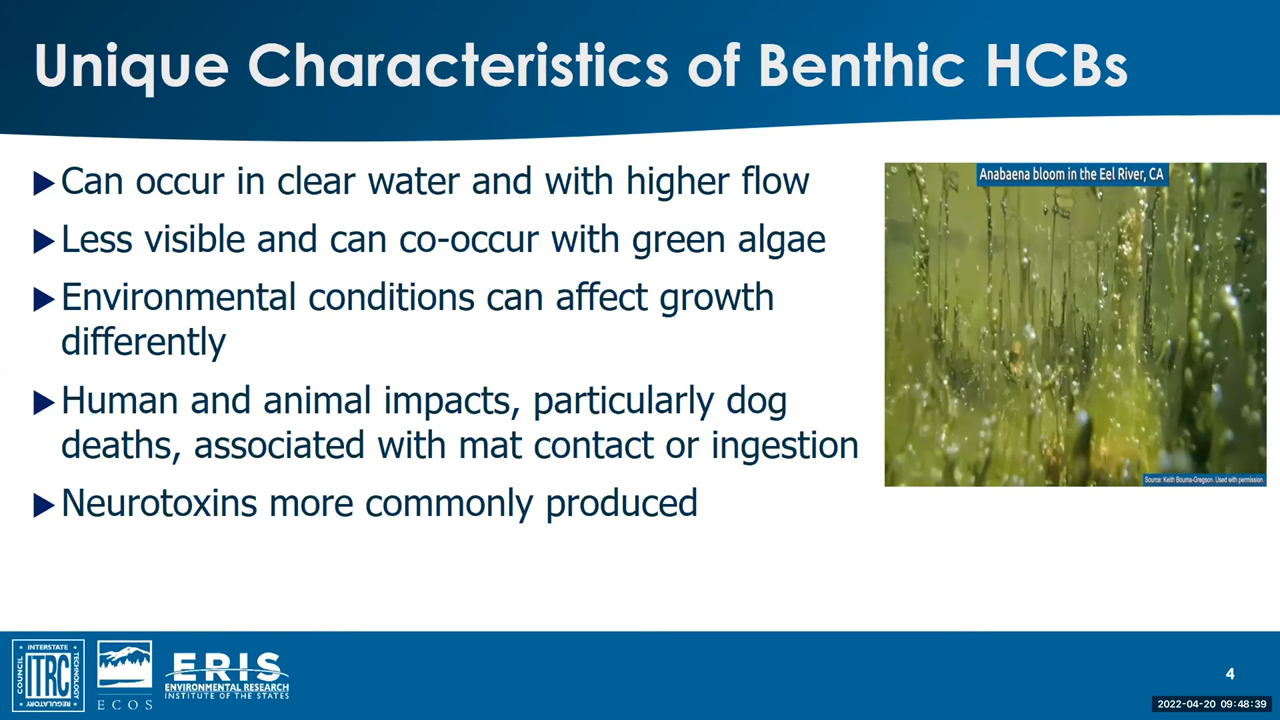 Unique Characteristics of Benthic HCBs
Can occur in clear water and with higher flow
Less visible and can co-occur with green algae
Environmental conditions can affect growth
differently
Human and animal impacts, particularly dog
deaths, associated with mat contact or ingestion
Neurotoxins more commonly produced
Anabaena bloom in the Eel River, CA
Source: Keith Bouma-Gregson. Used with permission.
INTERSTATE
COUNCIL
ITRC
TECHNOLOGY
REGULATORY
ECOS
ERIS
ENVIRONMENTAL RESEARCH
INSTITUTE OF THE STATES
4
2022-04-20 09:48:39